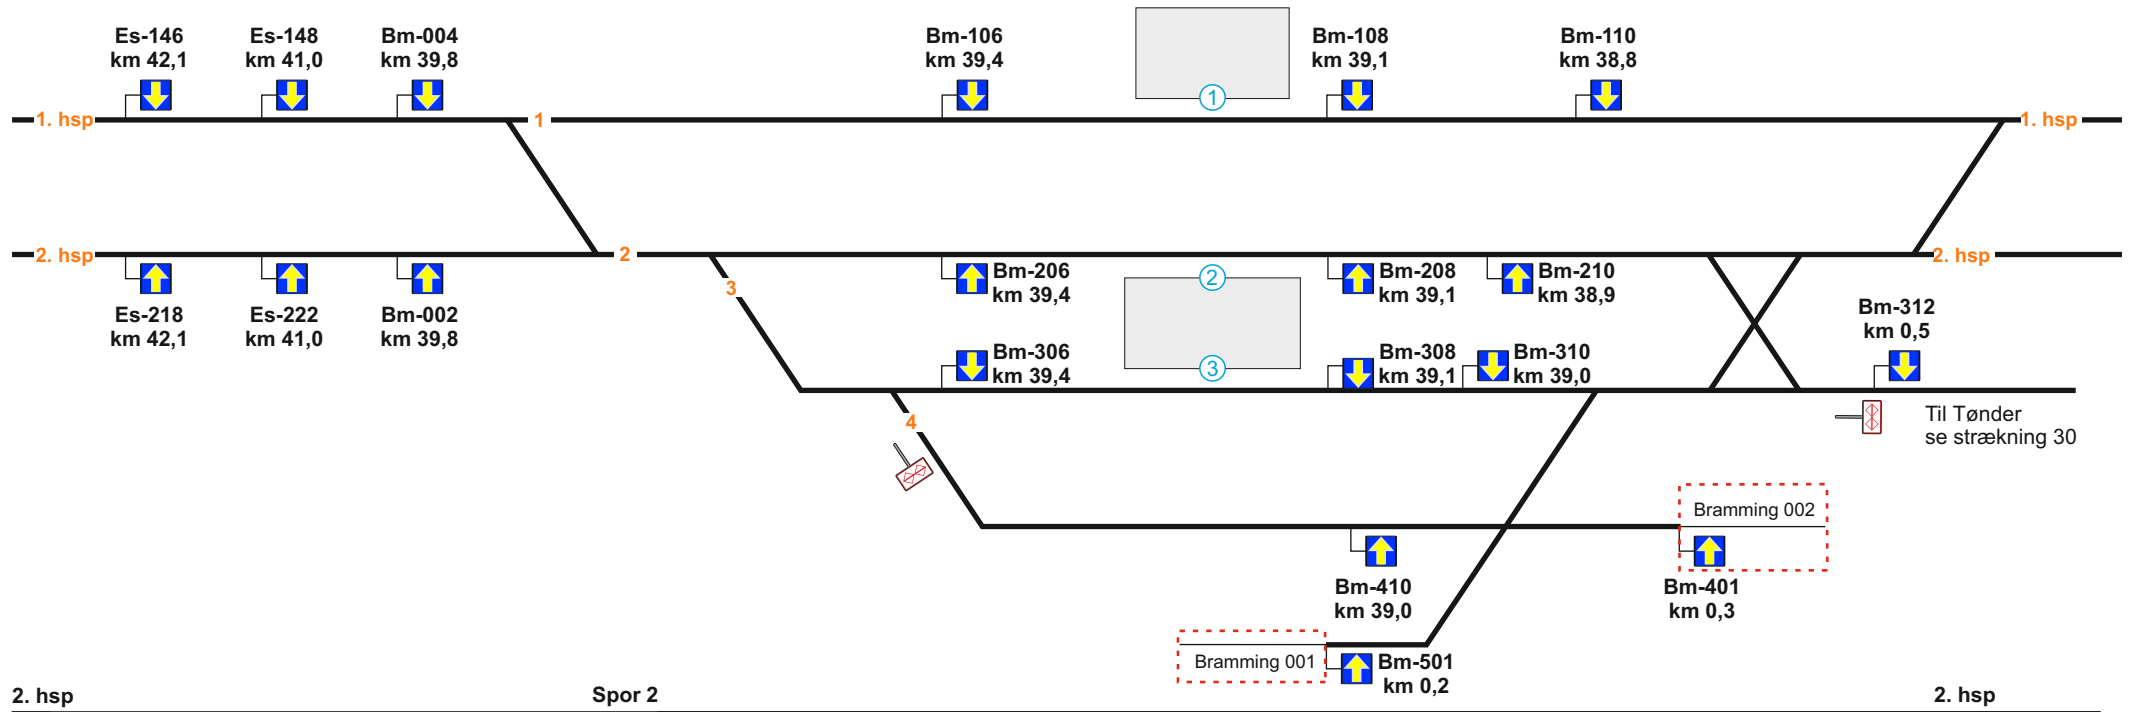 Es-146
km 42,1
Es-148
km 41,0
Bm-004
km 39,8
Bm-106
km 39,4
Bm-108
km 39,1
Bm-110
km 38,8
1
1. hsp
1
1. hsp
2. hsp
2
2. hsp
3
Es-218
km 42,1
Es-222
km 41,0
Bm-002
km 39,8
Bm-206
km 39,4
2
Bm-208
km 39,1
Bm-210
km 38,9
Bm-312
km 0,5
Bm-306
km 39,4
3
Bm-308
km 39,1
Bm-310
km 39,0
4
Til Tønder
se strækning 30
Bramming 002
Bm-410
km 39,0
Bm-401
km 0,3
Bramming 001
Bm-501
km 0,2
2. hsp
Spor 2
2. hsp